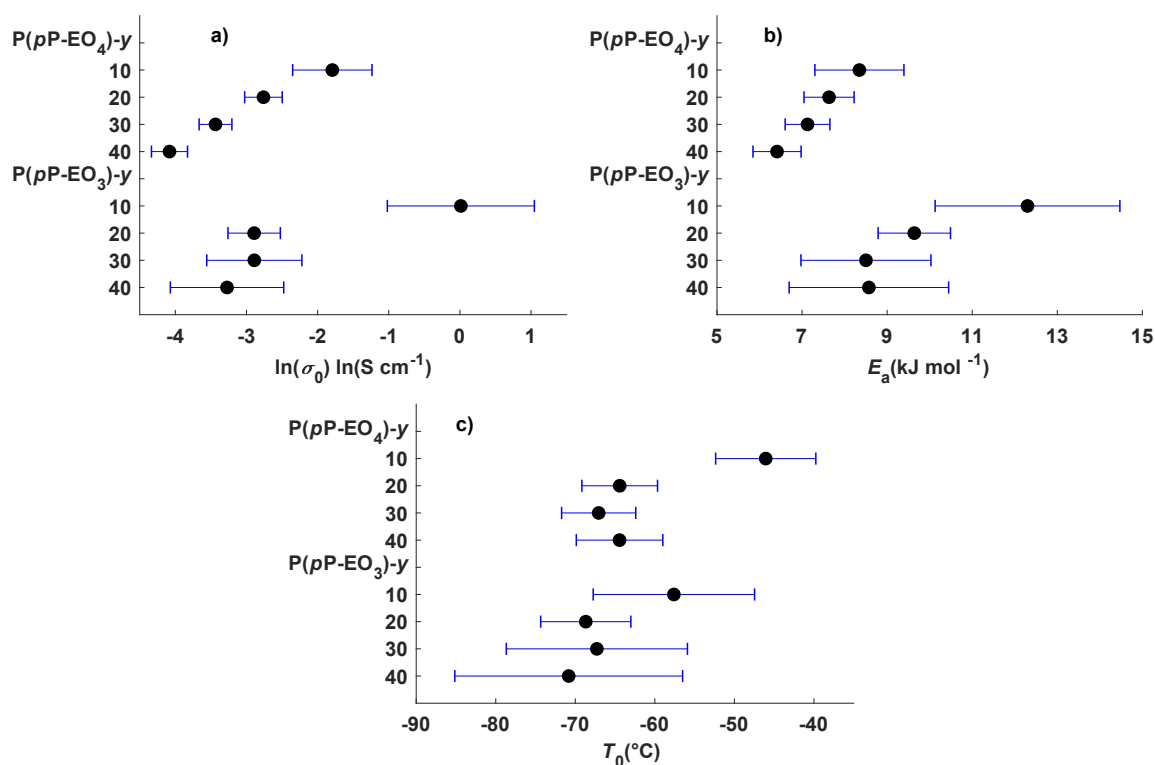 a)
P(pP-EO₄)-y
10
20
30
40
P(pP-EO₃)-y
10
20
30
40
-4 -3 -2 -1 0 1
ln(σ₀) ln(S cm⁻¹)
b)
P(pP-EO₄)-y
10
20
30
40
P(pP-EO₃)-y
10
20
30
40
5 7 9 11 13 15
Eₐ(kJ mol ⁻¹)
c)
P(pP-EO₄)-y
10
20
30
40
P(pP-EO₃)-y
10
20
30
40
-90 -80 -70 -60 -50 -40
T₀(°C)